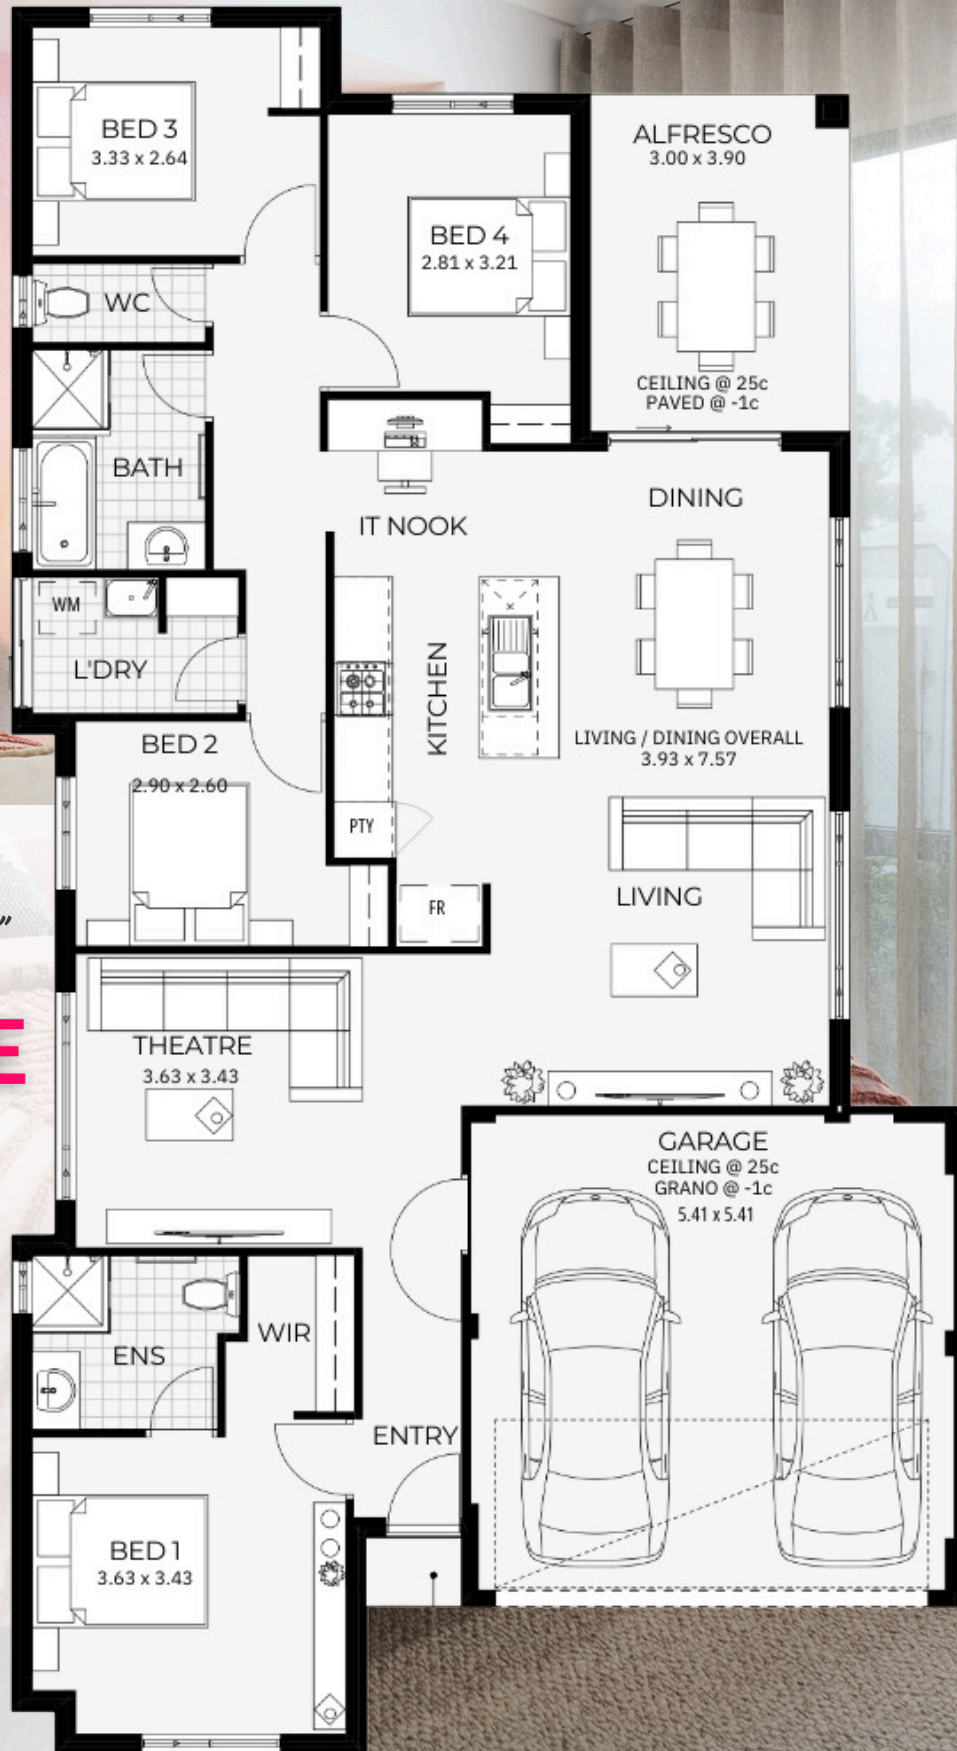 BED 3
3.33 x 2.64
ALFRESCO
3.00 x 3.90
BED 4
2.81 x 3.21
WC
CEILING @ 25c
PAVED @ -1c
BATH
DINING
IT NOOK
WM
L'DRY
KITCHEN
BED 2
2.90 x 2.60
LIVING / DINING OVERALL
3.93 x 7.57
PTY
LIVING
FR
”
E
THEATRE
3.63 x 3.43
GARAGE
CEILING @ 25c
GRANO @ -1c
5.41 x 5.41
WIR
ENS
ENTRY
BED 1
3.63 x 3.43